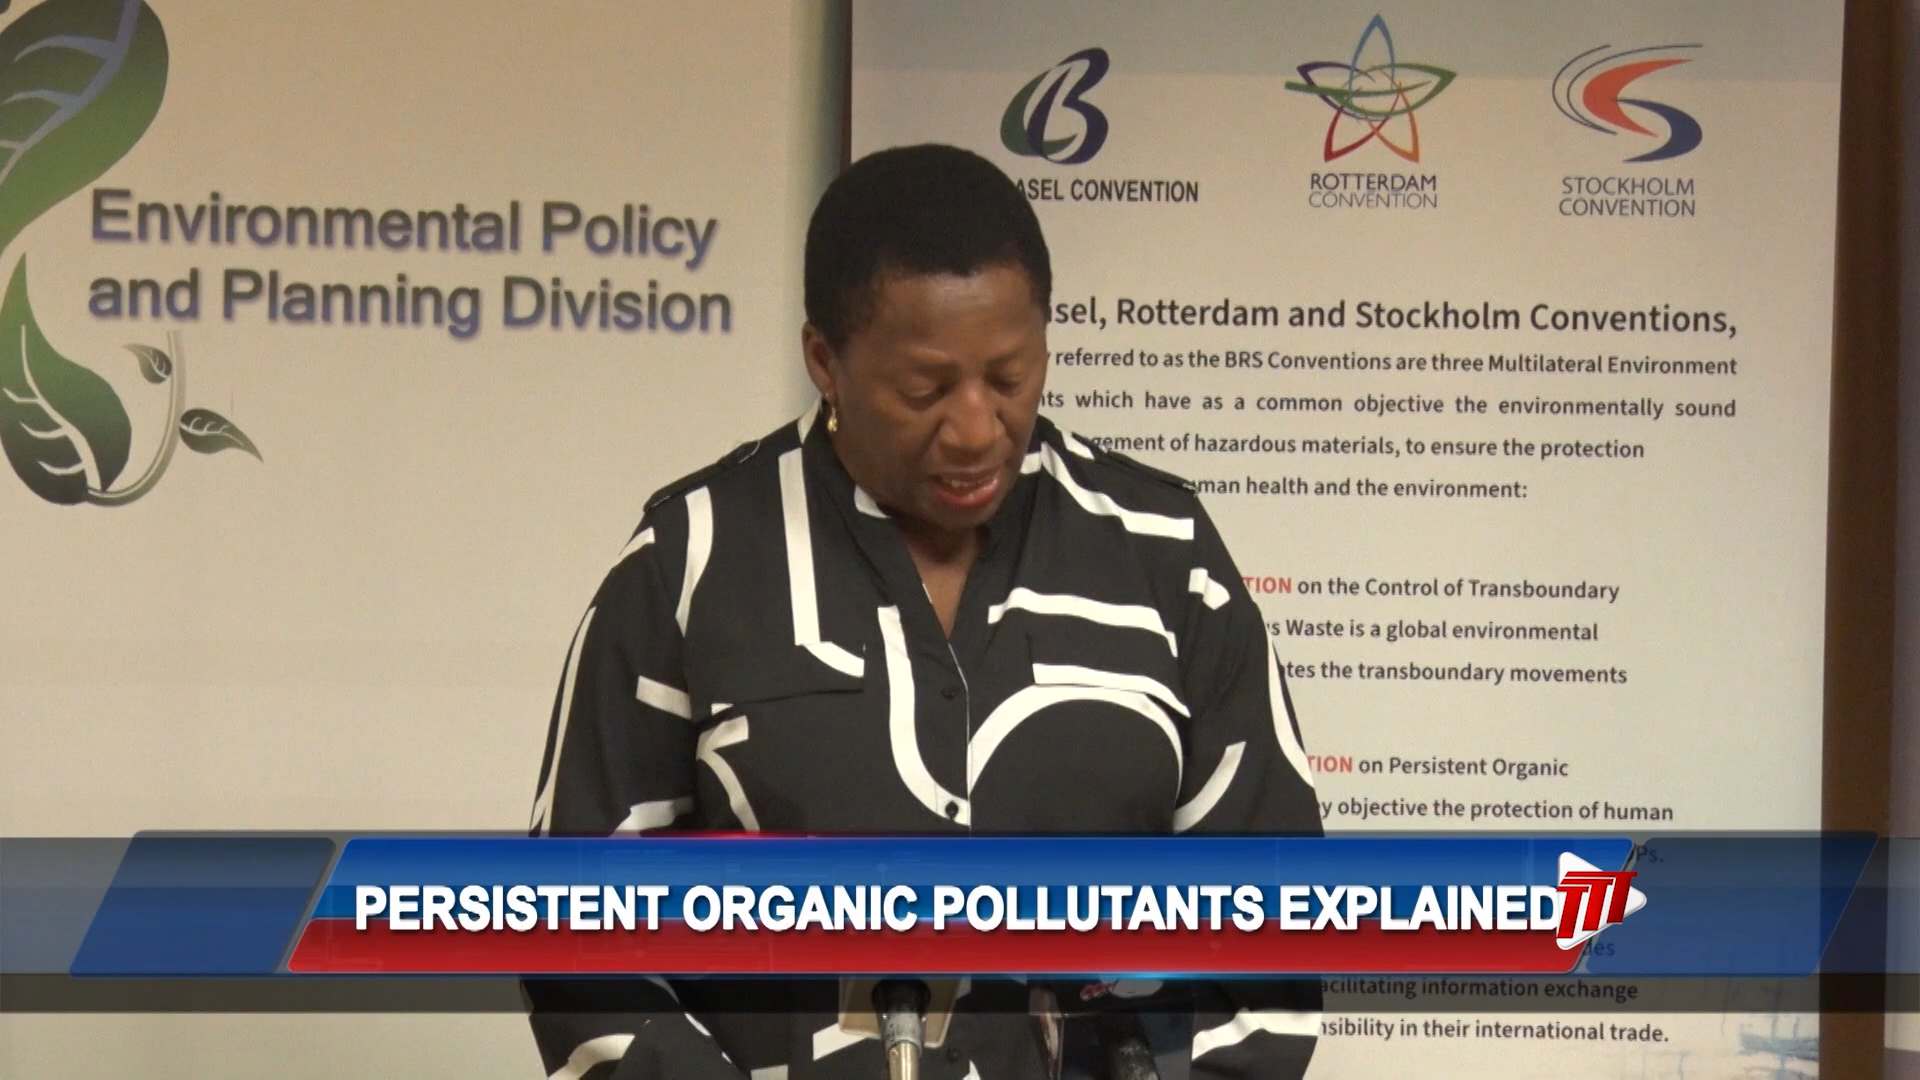 Environmental Policy
and Planning Division
ASEL CONVENTION
ROTTERDAM
CONVENTION
STOCKHOLM
CONVENTION
sel, Rotterdam and Stockholm Conventions,
referred to as the BRS Conventions are three Multilateral Environment
nts which have as a common objective the environmentally sound
gement of hazardous materials, to ensure the protection
man health and the environment:
TION on the Control of Transboundary
s Waste is a global environmental
tes the transboundary movements
TION on Persistent Organic
y objective the protection of human
OPs.
PERSISTENT ORGANIC POLLUTANTS EXPLAINED
TTT
des
acilitating information exchange
nsibility in their international trade.